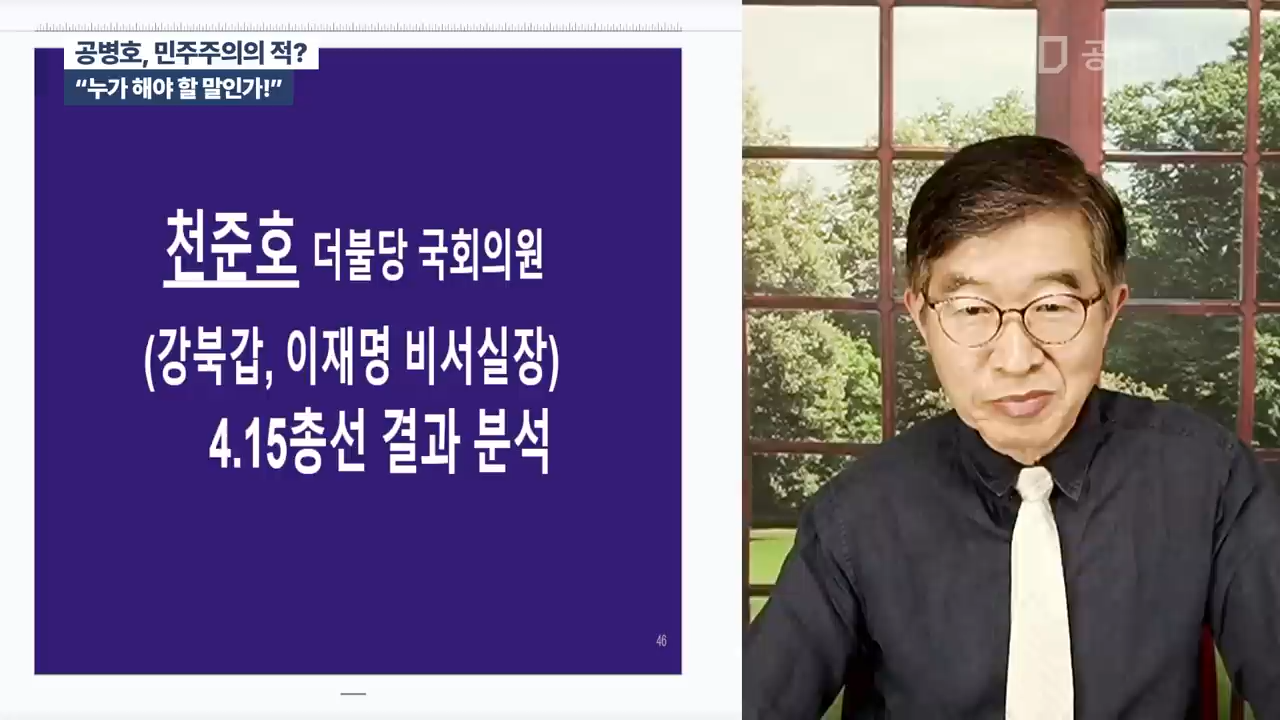 공병호, 민주주의의 적?
“누가 해야 할 말인가!”
천준호 더불당 국회의원
(강북갑, 이재명 비서실장)
4.15총선 결과 분석
46